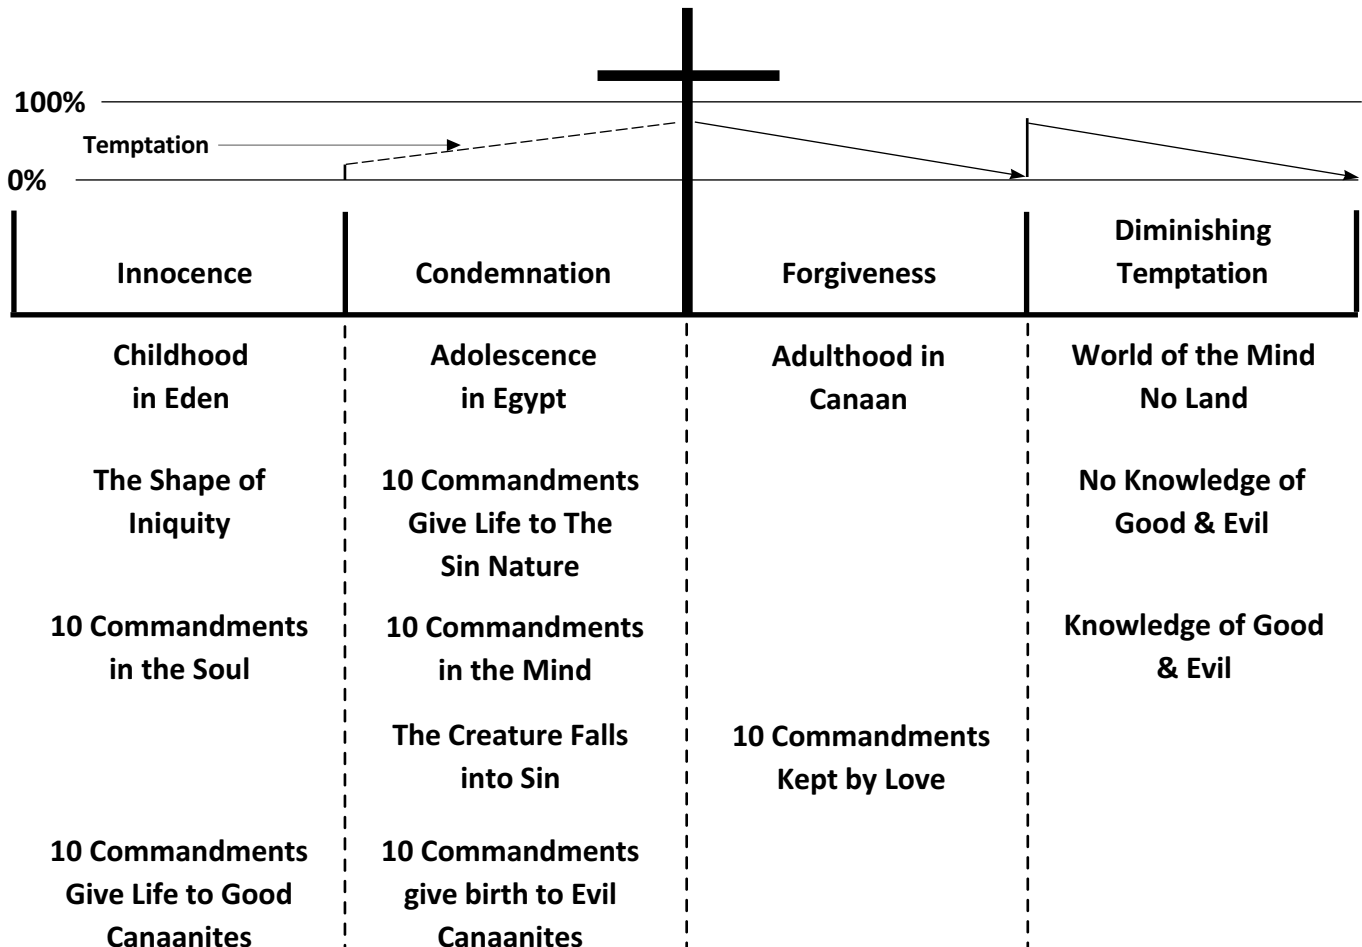 100%
Temptation
0%
Innocence
Condemnation
Forgiveness
Diminishing
Temptation
Childhood
in Eden
Adolescence
in Egypt
Adulthood in
Canaan
World of the Mind
No Land
The Shape of
Iniquity
10 Commandments
Give Life to The
Sin Nature
No Knowledge of
Good & Evil
10 Commandments
in the Soul
10 Commandments
in the Mind
Knowledge of Good
& Evil
The Creature Falls
into Sin
10 Commandments
Kept by Love
10 Commandments
Give Life to Good
Canaanites
10 Commandments
give birth to Evil
Canaanites